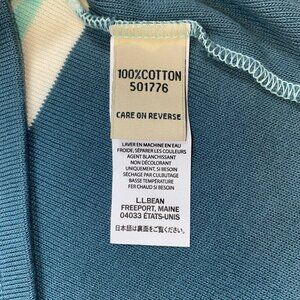 100%COTTON
501776
CARE ON REVERSE
LAVER EN MACHINE EN EAU
FROIDE, SÉPARER LES COULEURS
AGENT BLANCHISSANT
NON DÉCOLORANT
UNIQUEMENT, SI BESOIN
SÉCHAGE PAR CULBUTAGE
BASSE TEMPÉRATURE
FER CHAUD SI BESOIN
L.L.BEAN
FREEPORT, MAINE
04033 ÉTATS-UNIS
日本語は裏面をご覧ください。